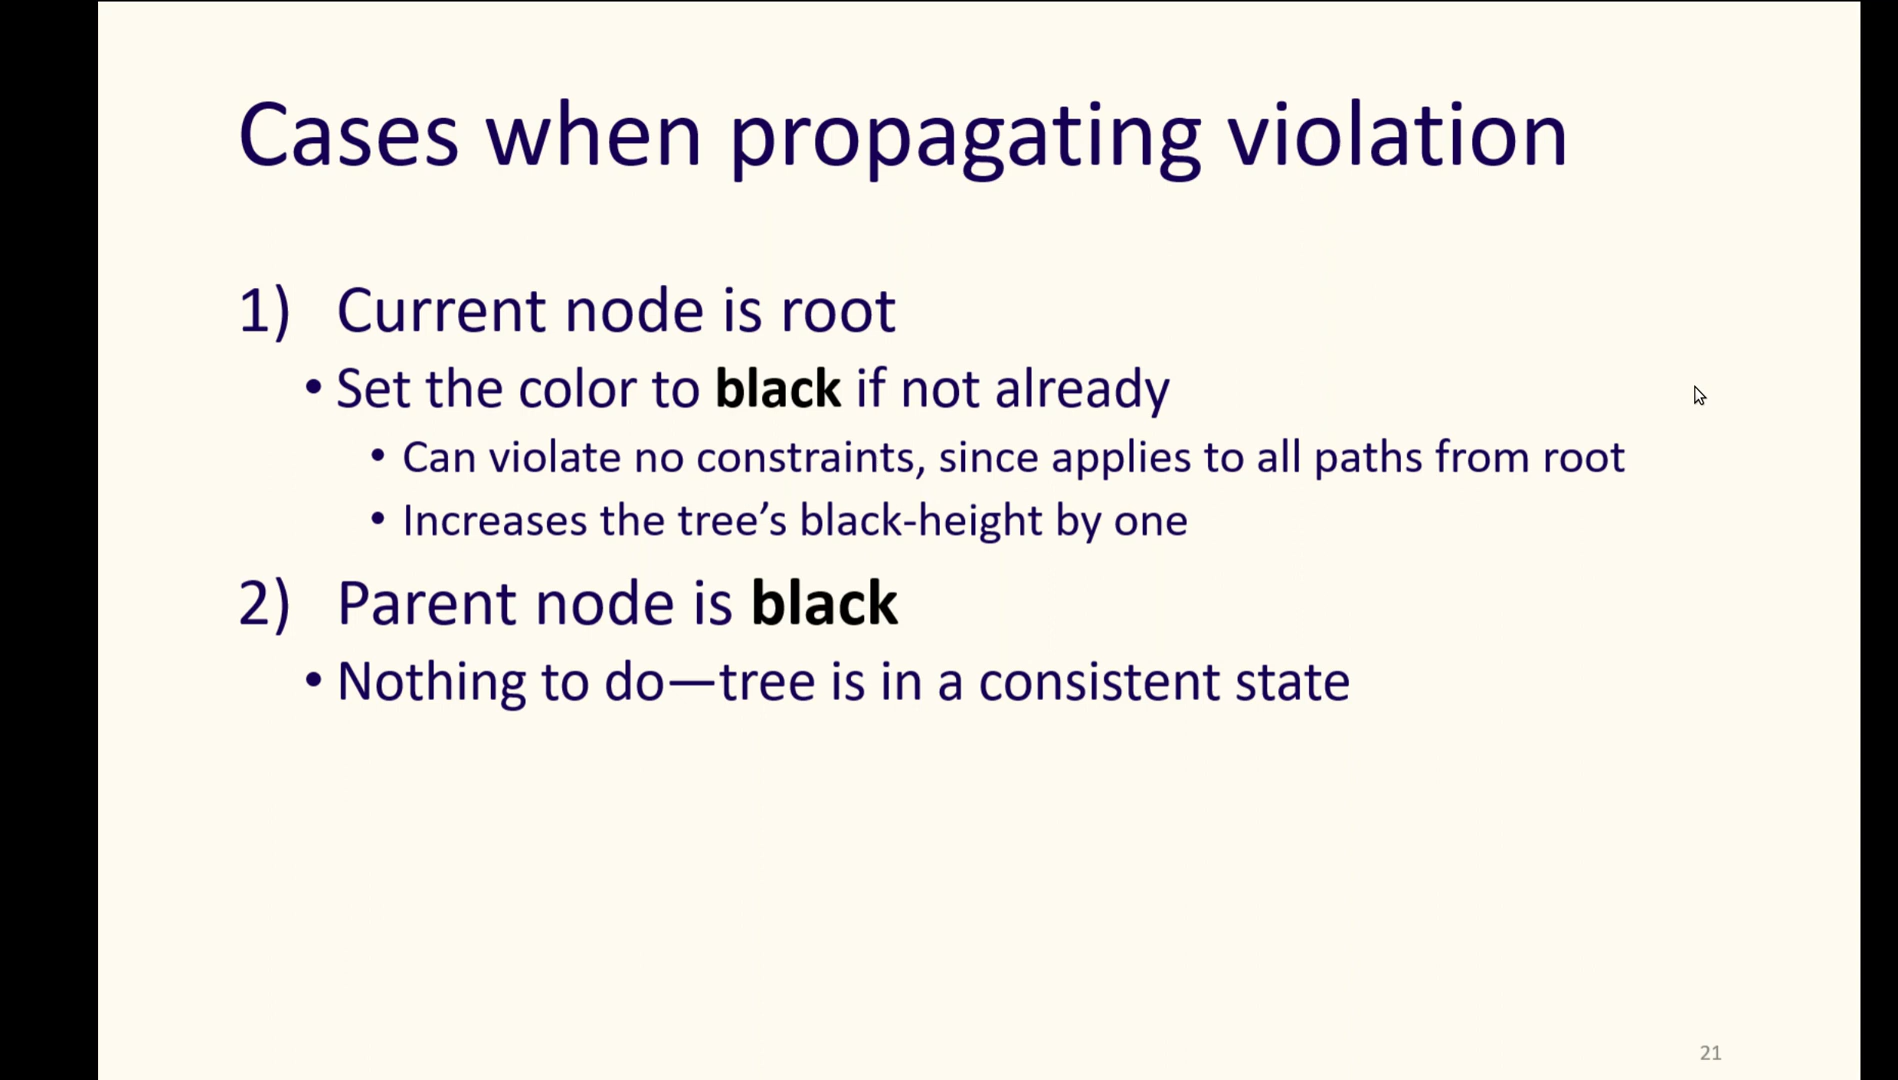 Cases when propagating violation
1) Current node is root
• Set the color to black if not already
• Can violate no constraints, since applies to all paths from root
• Increases the tree’s black-height by one
2) Parent node is black
• Nothing to do—tree is in a consistent state
21